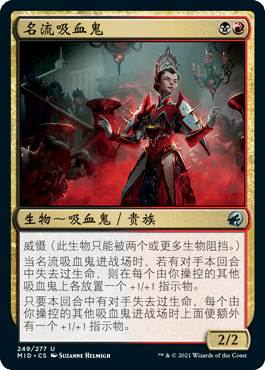 名流吸血鬼
生物～吸血鬼 / 贵族
威慑（此生物只能被两个或更多生物阻挡。）
当名流吸血鬼进战场时，若有对手本回合
中失去过生命，则在每个由你操控的其他
吸血鬼上各放置一个 +1/+1 指示物。
只要本回合中有对手失去过生命，每个由
你操控的其他吸血鬼进战场时上面便额外
有一个 +1/+1 指示物。
2/2
249/277 U
MID • CS SUZANNE HELMIGH
™ & © 2021 Wizards of the Coast